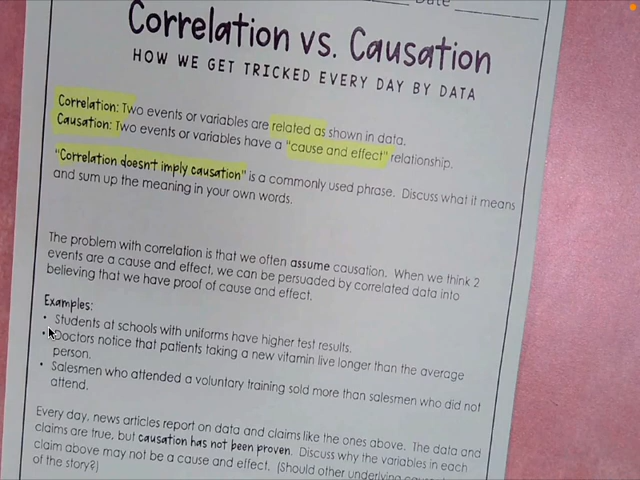 Date
Correlation vs. Causation
HOW WE GET TRICKED EVERY DAY BY DATA
Correlation: Two events or variables are related as shown in data.
Causation: Two events or variables have a "cause and effect" relationship.
"Correlation doesn't imply causation" is a commonly used phrase. Discuss what it means
and sum up the meaning in your own words.
The problem with correlation is that we often assume causation. When we think 2
events are a cause and effect, we can be persuaded by correlated data into
believing that we have proof of cause and effect.
Examples:
• Students at schools with uniforms have higher test results.
• Doctors notice that patients taking a new vitamin live longer than the average
person.
• Salesmen who attended a voluntary training sold more than salesmen who did not
attend.
Every day, news articles report on data and claims like the ones above. The data and
claims are true, but causation has not been proven. Discuss why the variables in each
claim above may not be a cause and effect. (Should other underlying
of the story?)